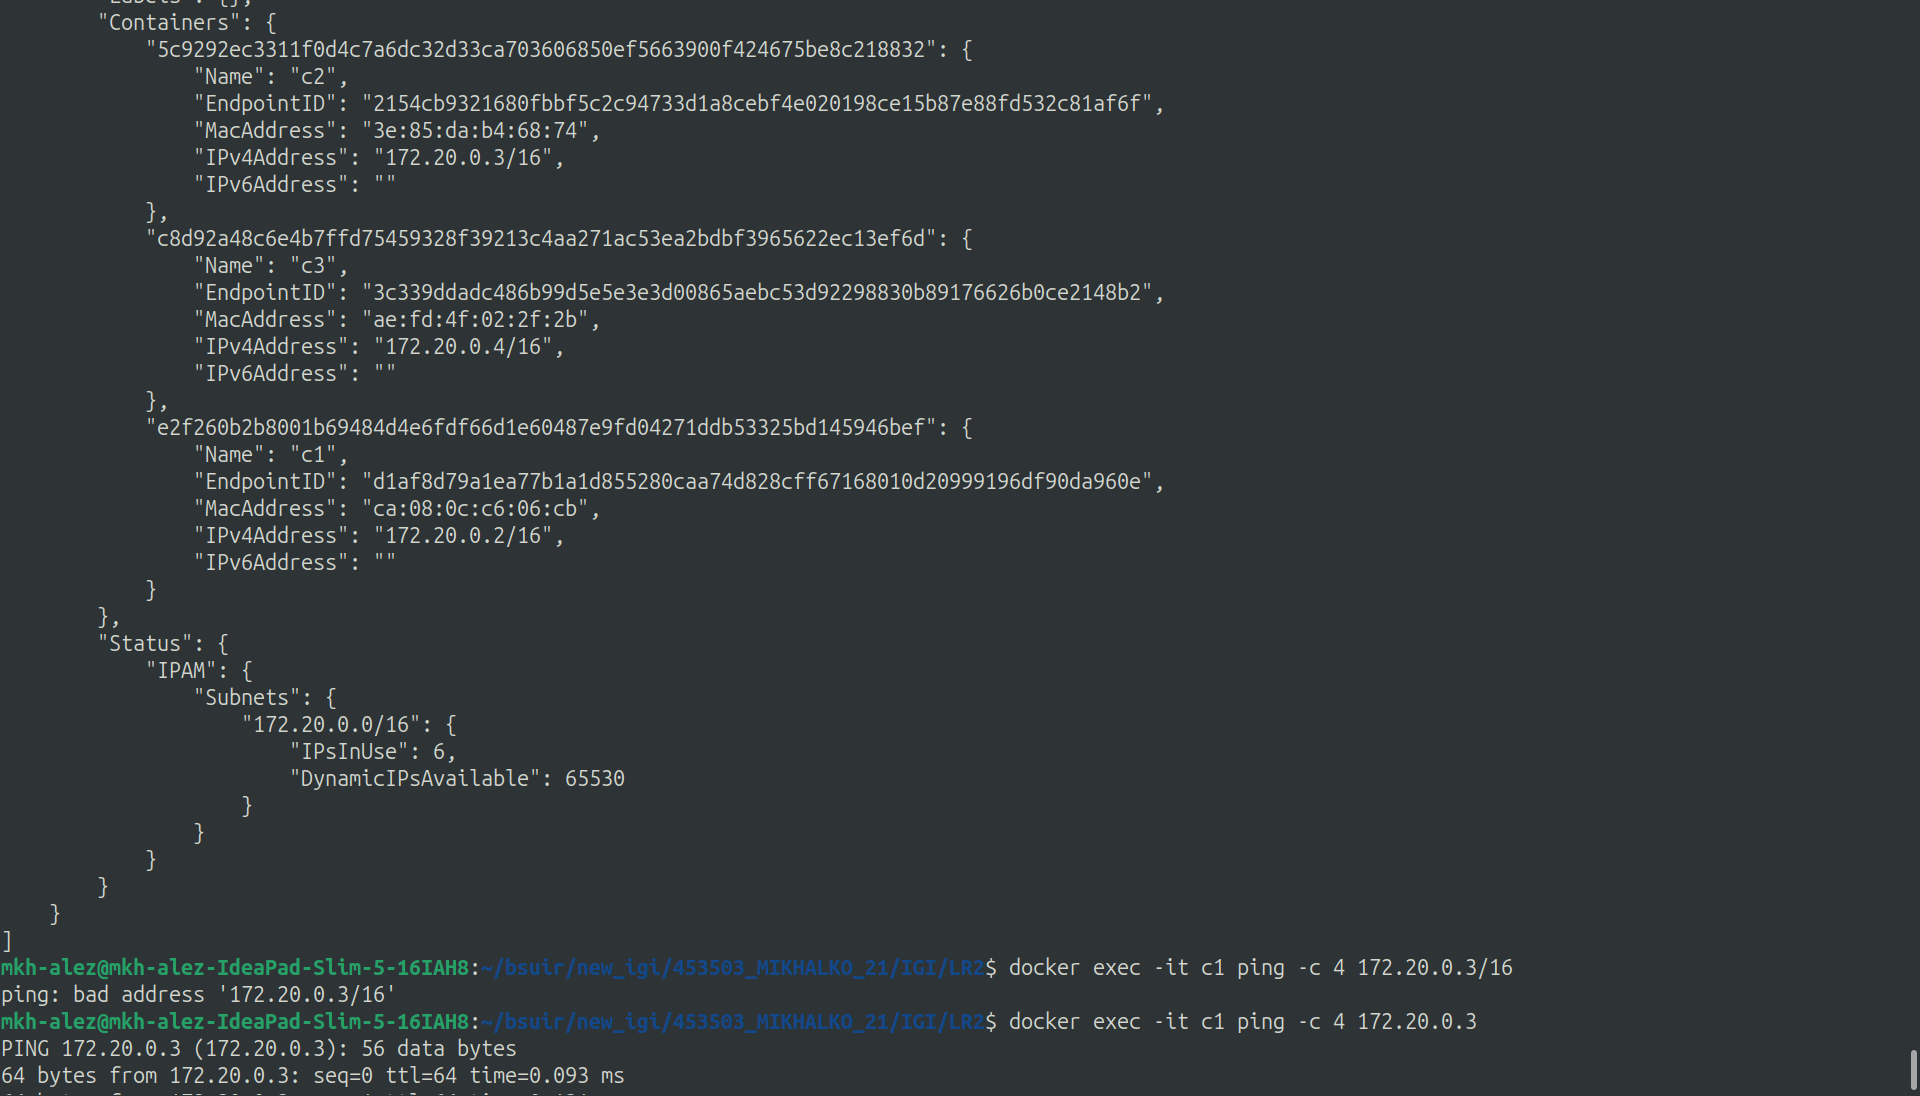 "Labels": {},
"Containers": {
"5c9292ec3311f0d4c7a6dc32d33ca703606850ef5663900f424675be8c218832": {
"Name": "c2",
"EndpointID": "2154cb9321680fbbf5c2c94733d1a8cebf4e020198ce15b87e88fd532c81af6f",
"MacAddress": "3e:85:da:b4:68:74",
"IPv4Address": "172.20.0.3/16",
"IPv6Address": ""
},
"c8d92a48c6e4b7ffd75459328f39213c4aa271ac53ea2bdbf3965622ec13ef6d": {
"Name": "c3",
"EndpointID": "3c339ddadc486b99d5e5e3e3d00865aebc53d92298830b89176626b0ce2148b2",
"MacAddress": "ae:fd:4f:02:2f:2b",
"IPv4Address": "172.20.0.4/16",
"IPv6Address": ""
},
"e2f260b2b8001b69484d4e6fdf66d1e60487e9fd04271ddb53325bd145946bef": {
"Name": "c1",
"EndpointID": "d1af8d79a1ea77b1a1d855280caa74d828cff67168010d20999196df90da960e",
"MacAddress": "ca:08:0c:c6:06:cb",
"IPv4Address": "172.20.0.2/16",
"IPv6Address": ""
}
},
"Status": {
"IPAM": {
"Subnets": {
"172.20.0.0/16": {
"IPsInUse": 6,
"DynamicIPsAvailable": 65530
}
}
}
}
}
]
mkh-alez@mkh-alez-IdeaPad-Slim-5-16IAH8:~/bsuir/new_igi/453503_MIKHALKO_21/IGI/LR2$ docker exec -it c1 ping -c 4 172.20.0.3/16
ping: bad address '172.20.0.3/16'
mkh-alez@mkh-alez-IdeaPad-Slim-5-16IAH8:~/bsuir/new_igi/453503_MIKHALKO_21/IGI/LR2$ docker exec -it c1 ping -c 4 172.20.0.3
PING 172.20.0.3 (172.20.0.3): 56 data bytes
64 bytes from 172.20.0.3: seq=0 ttl=64 time=0.093 ms